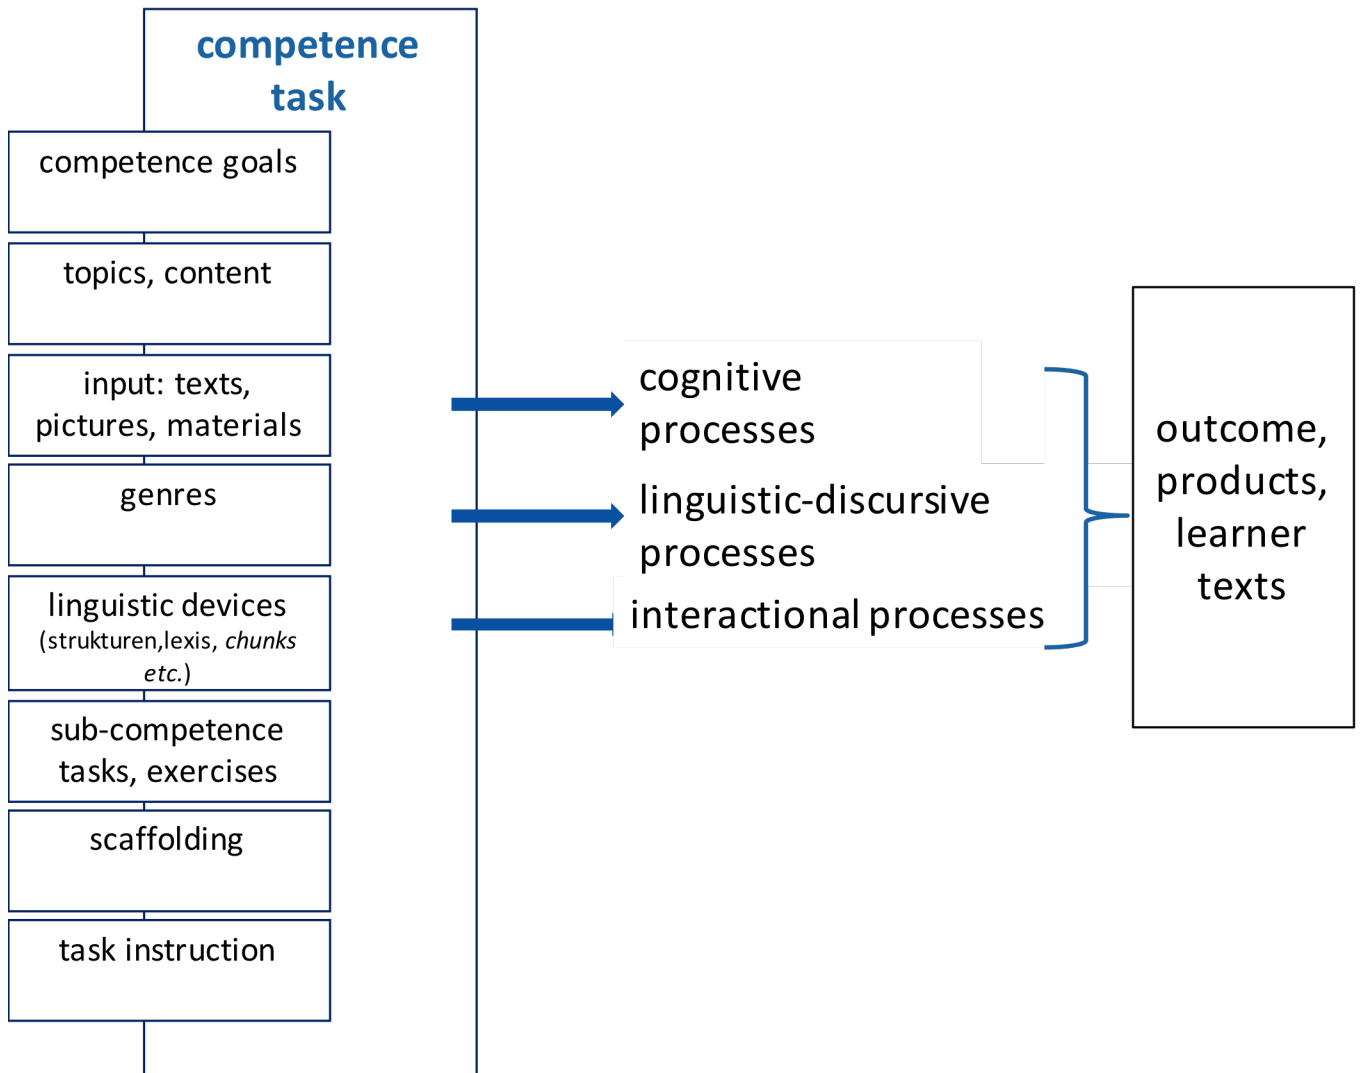 competence
task
competence goals
topics, content
input: texts,
pictures, materials
genres
linguistic devices
(strukturen,lexis, chunks
etc.)
sub-competence
tasks, exercises
scaffolding
task instruction
cognitive
processes
linguistic-discursive
processes
interactional processes
outcome,
products,
learner
texts